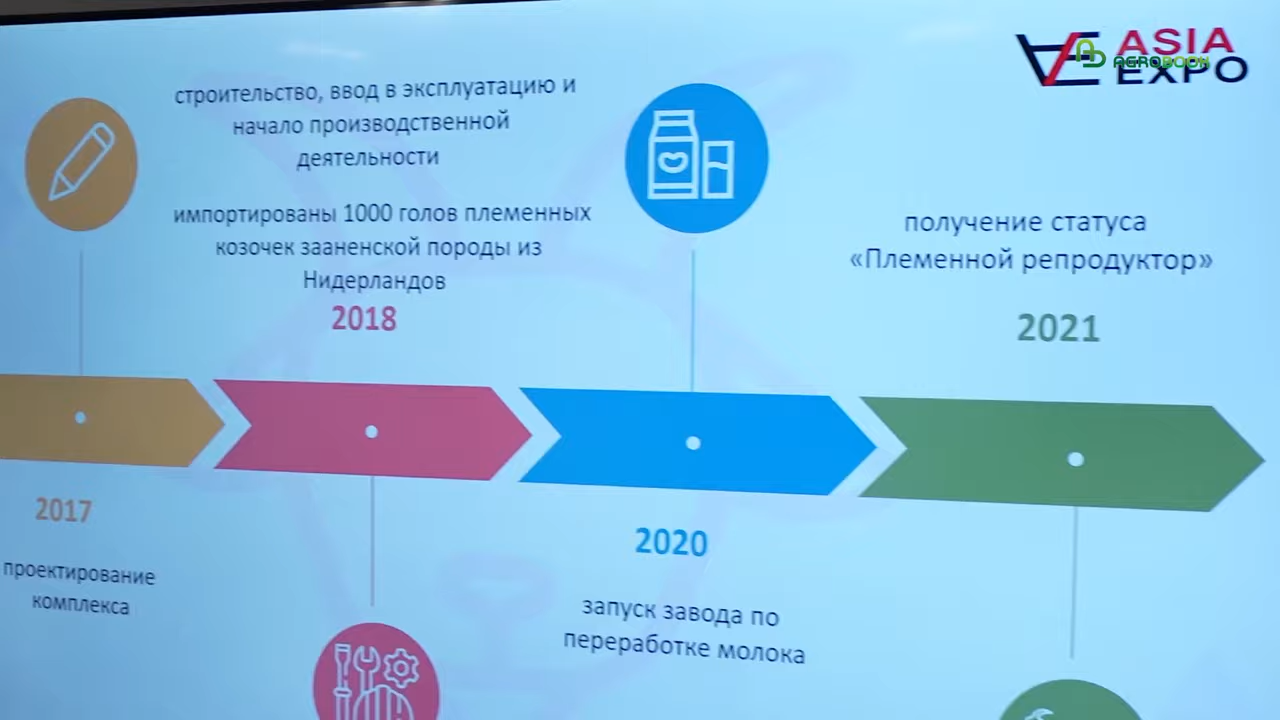 ASIA
EXPO
AGROBOOK
строительство, ввод в эксплуатацию и
начало производственной
деятельности
импортированы 1000 голов племенных
козочек зааненской породы из
Нидерландов
2018
получение статуса
«Племенной репродуктор»
2021
2017
проектирование
комплекса
2020
запуск завода по
переработке молока